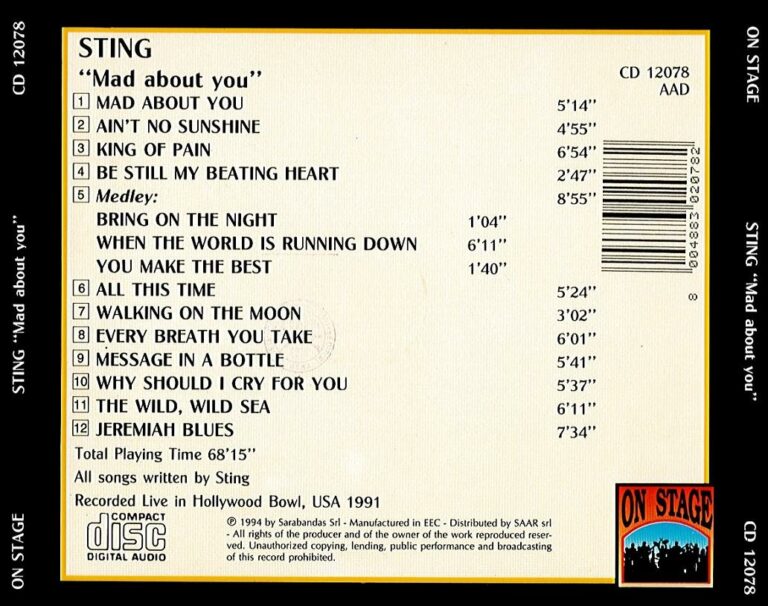 STING
"Mad about you"
CD 12078
AAD
1 MAD ABOUT YOU 5'14''
2 AIN'T NO SUNSHINE 4'55''
3 KING OF PAIN 6'54''
4 BE STILL MY BEATING HEART 2'47''
5 Medley: 8'55''
BRING ON THE NIGHT 1'04''
WHEN THE WORLD IS RUNNING DOWN 6'11''
YOU MAKE THE BEST 1'40''
6 ALL THIS TIME 5'24''
7 WALKING ON THE MOON 3'02''
8 EVERY BREATH YOU TAKE 6'01''
9 MESSAGE IN A BOTTLE 5'41''
10 WHY SHOULD I CRY FOR YOU 5'37''
11 THE WILD, WILD SEA 6'11''
12 JEREMIAH BLUES 7'34''
Total Playing Time 68'15''
All songs written by Sting
Recorded Live in Hollywood Bowl, USA 1991
COMPACT
disc
DIGITAL AUDIO
℗ 1994 by Sarabandas Srl - Manufactured in EEC - Distributed by SAAR srl
- All rights of the producer and of the owner of the work reproduced reser-
ved. Unauthorized copying, lending, public performance and broadcasting
of this record prohibited.
8 004883 020782
ON STAGE
ON STAGE STING "Mad about you" CD 12078
ON STAGE STING "Mad about you" CD 12078